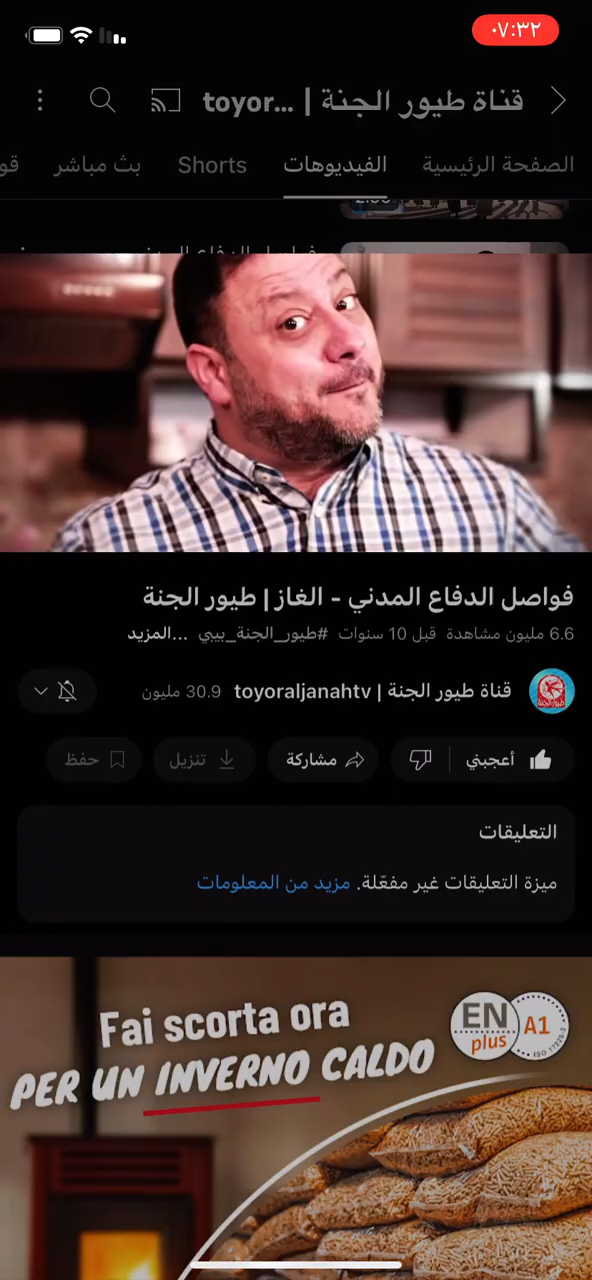 ٠٧:٣٢
قناة طيور الجنة | toyor...
الصفحة الرئيسية
الفيديوهات
Shorts
بث مباشر
فواصل الدفاع المدني - الغاز | طيور الجنة
6.6 مليون مشاهدة قبل 10 سنوات #طيور_الجنة_بيبي ...المزيد
قناة طيور الجنة | toyoraljanahtv 30.9 مليون
أعجبني
مشاركة
تنزيل
حفظ
التعليقات
ميزة التعليقات غير مفعّلة. مزيد من المعلومات
Fai scorta ora
PER UN INVERNO CALDO
EN
plus
A1